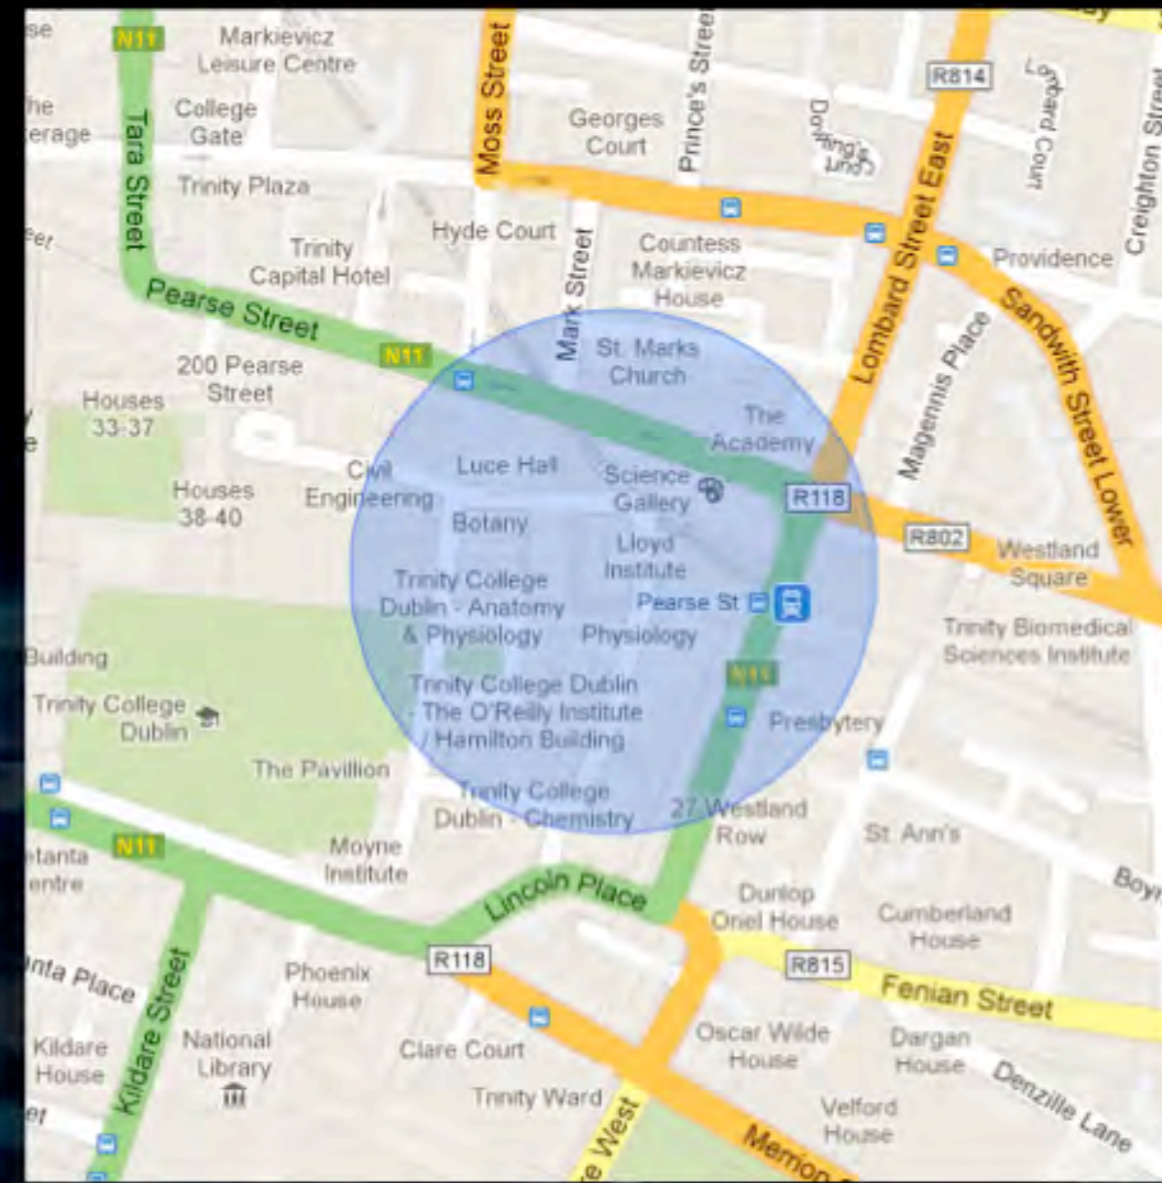 N11
Markievicz
Leisure Centre
Moss Street
Prince's Street
R814
Lombard Court
College
Gate
Tara Street
Georges
Court
Darling's
Court
Creighton Street
Trinity Plaza
Hyde Court
Trinity
Capital Hotel
Mark Street
Countess
Markievicz
House
Lombard Street East
Providence
Sandwith Street Lower
Pearse Street
N11
Magennis Place
200 Pearse
Street
St. Marks
Church
Houses
33-37
The
Academy
Civil
Engineering
Luce Hall
Science
Gallery
R118
Houses
38-40
Botany
R802
Westland
Square
Lloyd
Institute
Trinity College
Dublin - Anatomy
& Physiology
Pearse St
Physiology
Trinity Biomedical
Sciences Institute
Building
N11
Trinity College
Dublin
Trinity College Dublin
- The O'Reilly Institute
/ Hamilton Building
Presbytery
The Pavillion
Trinity College
Dublin - Chemistry
27 Westland
Row
St. Ann's
N11
Moyne
Institute
Lincoln Place
Dunlop
Oriel House
Cumberland
House
R118
R815
Fenian Street
nta Place
Phoenix
House
Kildare Street
Kildare
House
National
Library
Clare Court
Oscar Wilde
House
Dargan
House
Denzille Lane
Trinity Ward
Velford
House
West
Merrion